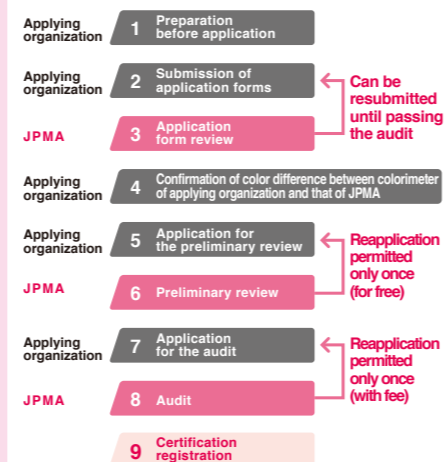 Applying
organization
1 Preparation
before application
Applying
organization
2 Submission of
application forms
JPMA
3 Application
form review
Can be
resubmitted
until passing
the audit
Applying
organization
4 Confirmation of color difference between colorimeter
of applying organization and that of JPMA
Applying
organization
5 Application for
the preliminary review
JPMA
6 Preliminary review
Reapplication
permitted
only once
(for free)
Applying
organization
7 Application
for the audit
JPMA
8 Audit
Reapplication
permitted
only once
(with fee)
9 Certification
registration